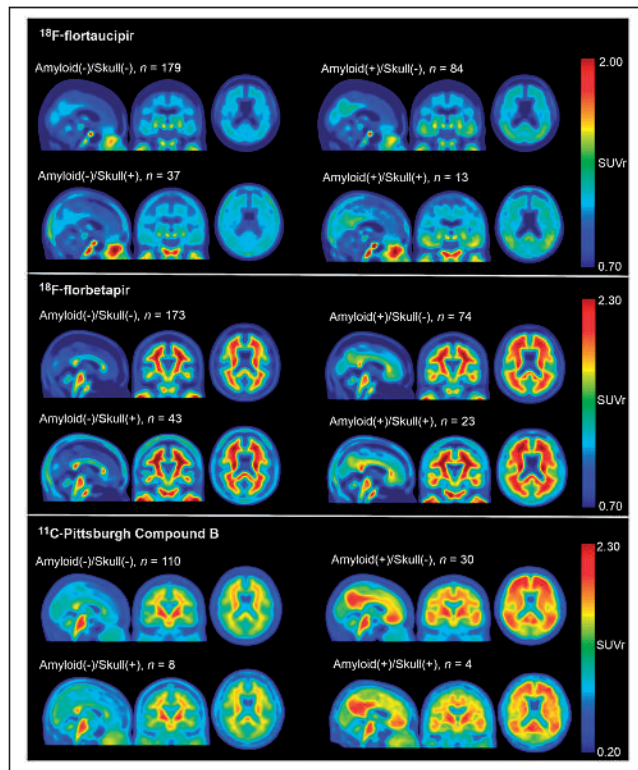 ¹⁸F-flortaucipir
Amyloid(-)/Skull(-), n = 179
Amyloid(+)/Skull(-), n = 84
2.00
SUVr
Amyloid(-)/Skull(+), n = 37
Amyloid(+)/Skull(+), n = 13
0.70
¹⁸F-florbetapir
Amyloid(-)/Skull(-), n = 173
Amyloid(+)/Skull(-), n = 74
2.30
SUVr
Amyloid(-)/Skull(+), n = 43
Amyloid(+)/Skull(+), n = 23
0.70
¹¹C-Pittsburgh Compound B
Amyloid(-)/Skull(-), n = 110
Amyloid(+)/Skull(-), n = 30
2.30
SUVr
Amyloid(-)/Skull(+), n = 8
Amyloid(+)/Skull(+), n = 4
0.20